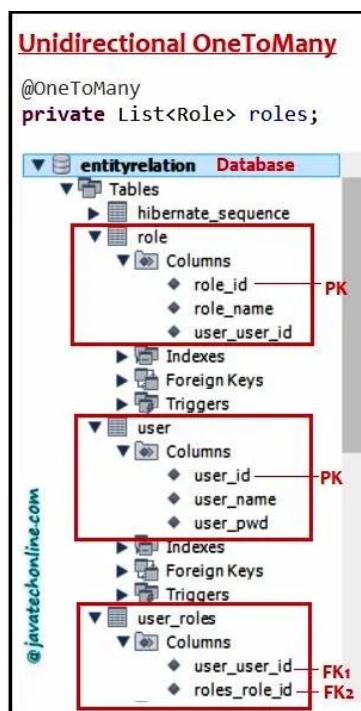 Unidirectional OneToMany
@OneToMany
private List<Role> roles;
entityrelation Database
Tables
hibernate_sequence
role
Columns
role_id PK
role_name
user_user_id
Indexes
Foreign Keys
Triggers
user
Columns
user_id PK
user_name
user_pwd
Indexes
Foreign Keys
Triggers
user_roles
Columns
user_user_id FK1
roles_role_id FK2
@javatechonline.com